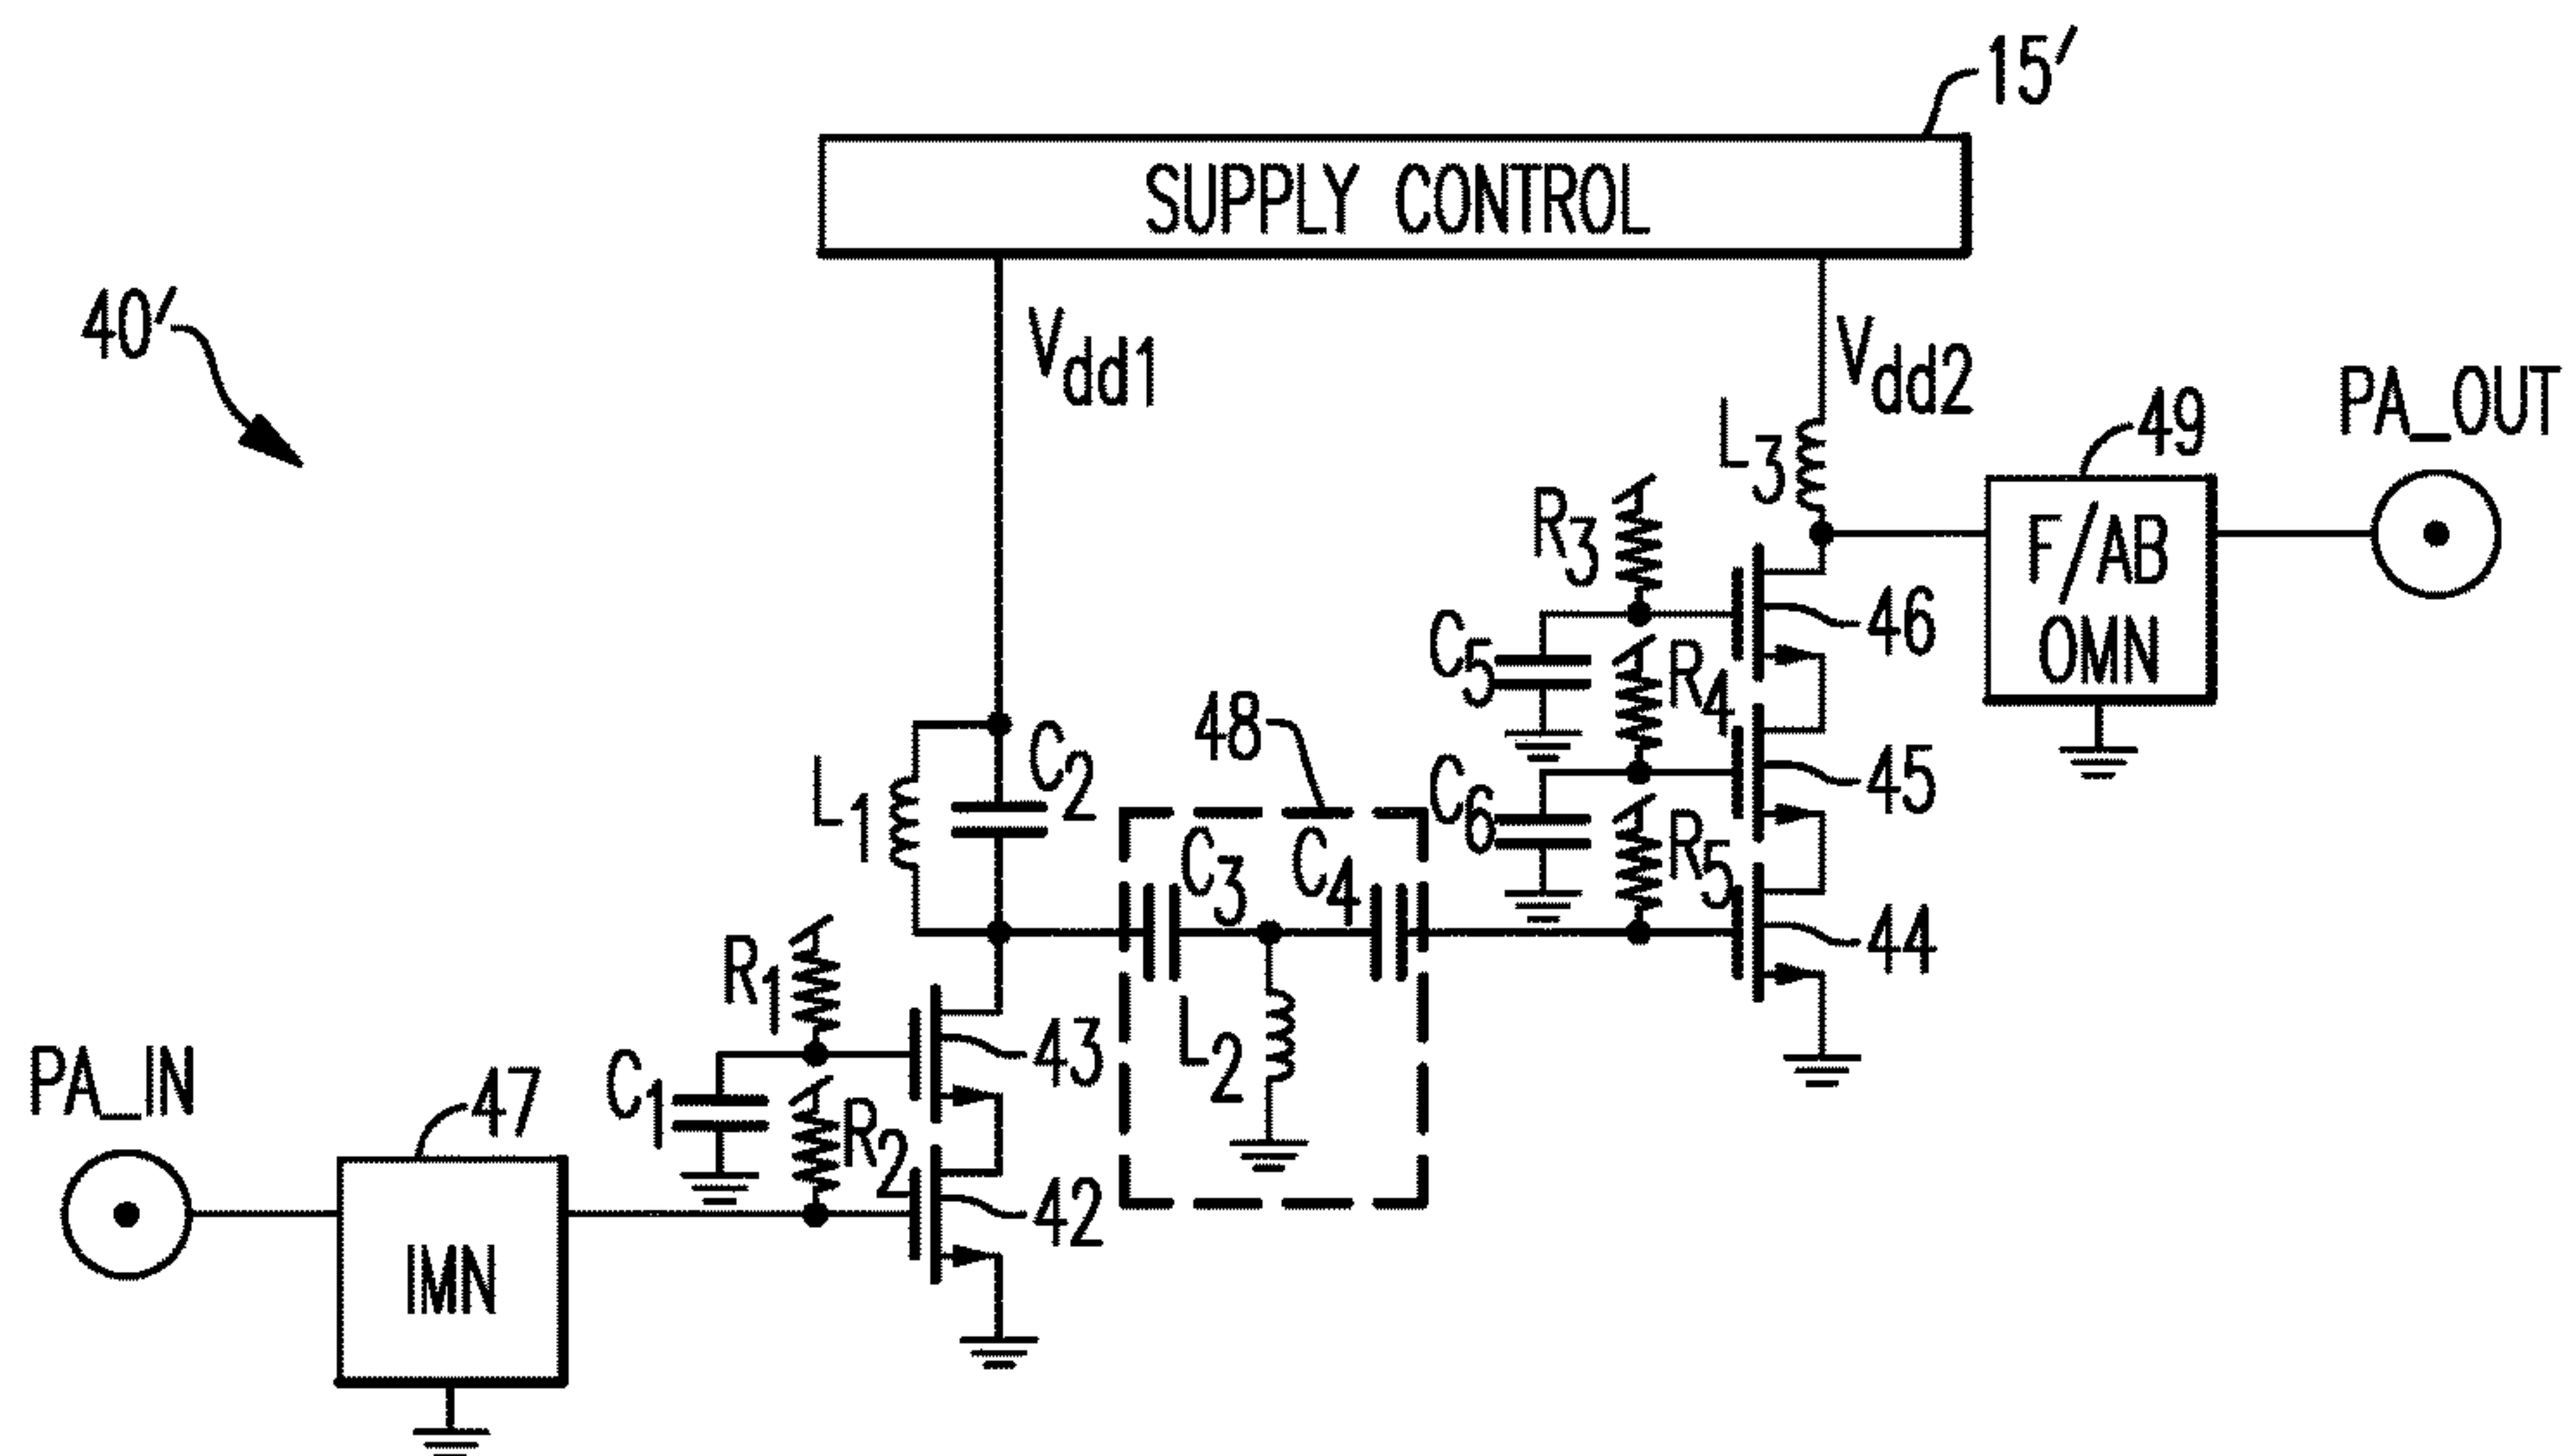 15'
SUPPLY CONTROL
40'
Vdd1
Vdd2
PA_OUT
49
L3
R3
F/AB
OMN
46
C5
R4
48
L1
C2
C6
45
C3
C4
R5
44
R1
L2
43
PA_IN
47
C1
R2
42
IMN